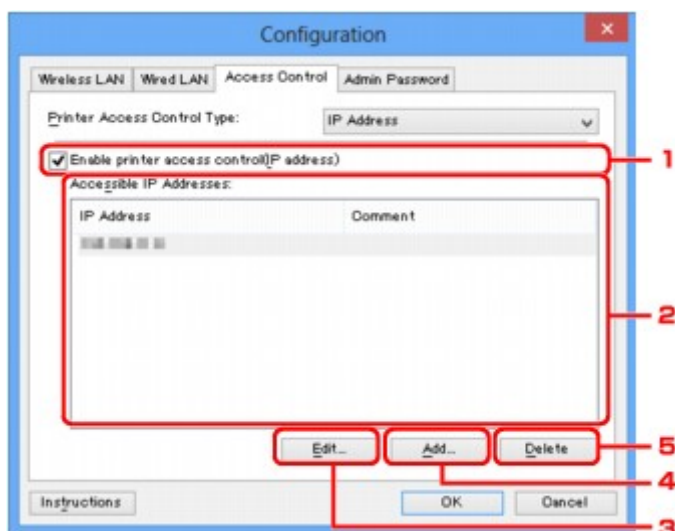 Configuration
Wireless LAN Wired LAN Access Control Admin Password
Printer Access Control Type: IP Address
Enable printer access control(IP address) 1
Accessible IP Addresses:
IP Address Comment
2
Edit... Add... Delete 5
4
Instructions OK Cancel
3